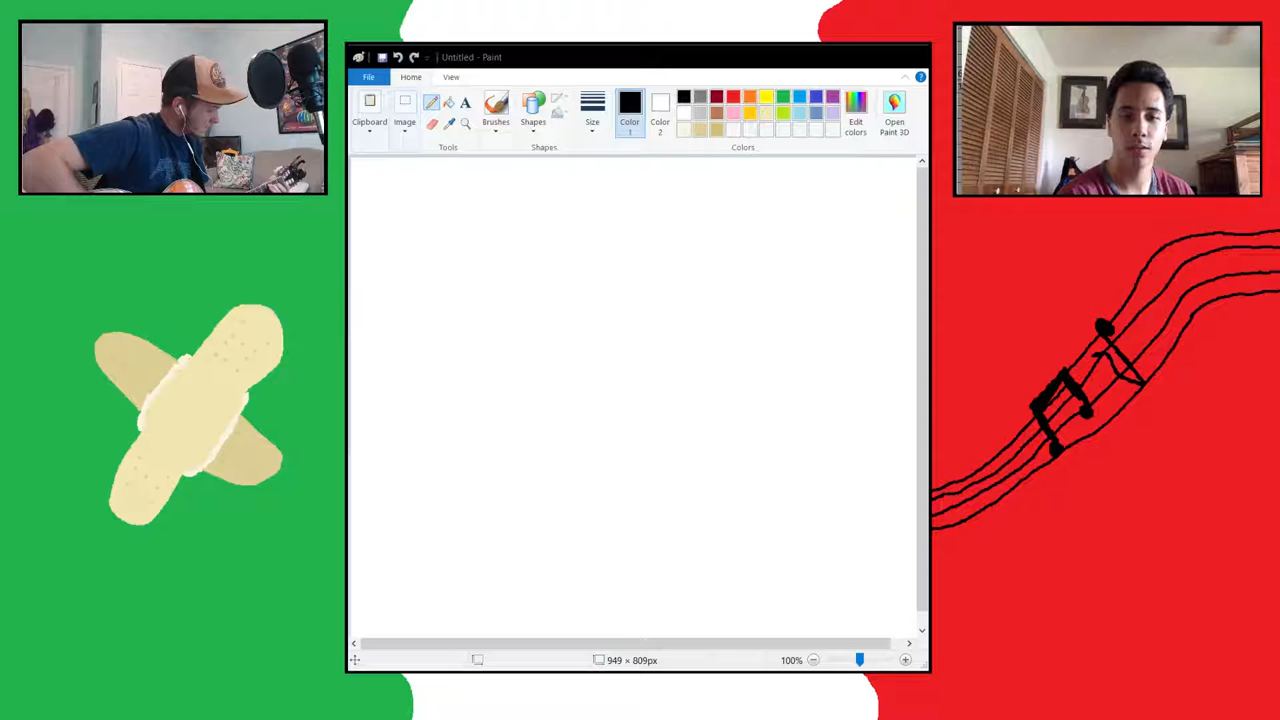 Untitled - Paint
File Home View
Clipboard
Image
Tools
Brushes
Shapes
Shapes
Size
Color 1
Color 2
Colors
Edit colors
Open Paint 3D
A
949 × 809px
100%